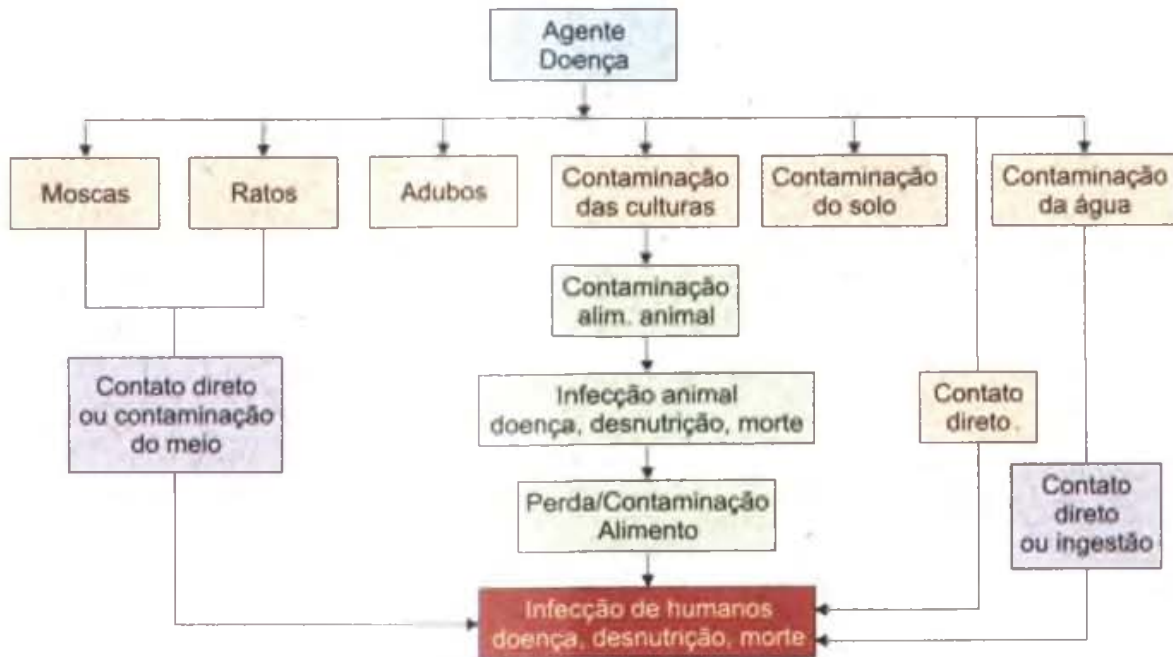 Agente
Doença
Moscas
Ratos
Adubos
Contaminação
das culturas
Contaminação
do solo
Contaminação
da água
Contaminação
alim. animal
Contato direto
ou contaminação
do meio
Infecção animal
doença, desnutrição, morte
Contato
direto
Perda/Contaminação
Alimento
Contato
direto
ou ingestão
Infecção de humanos
doença, desnutrição, morte